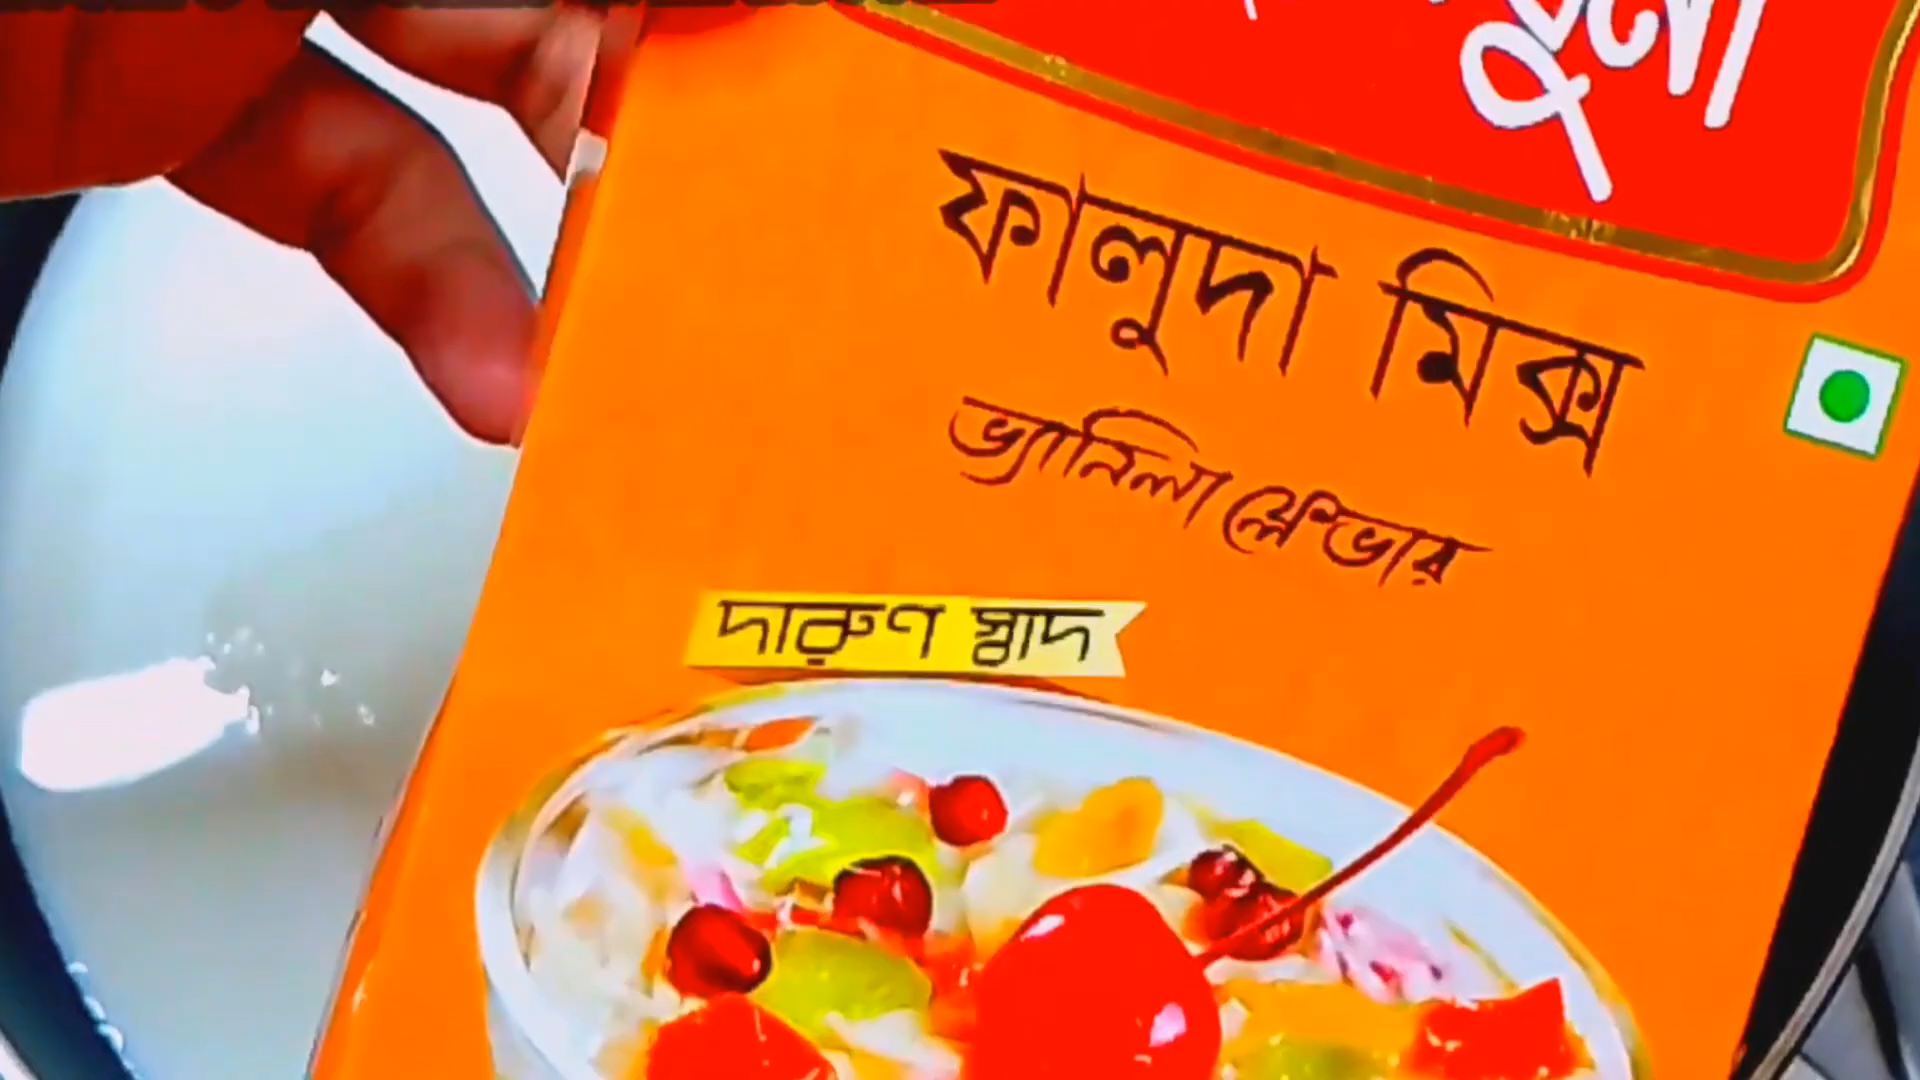 ফালুদা মিক্স
ভ্যানিলা ফ্লেভার
দারুণ স্বাদ